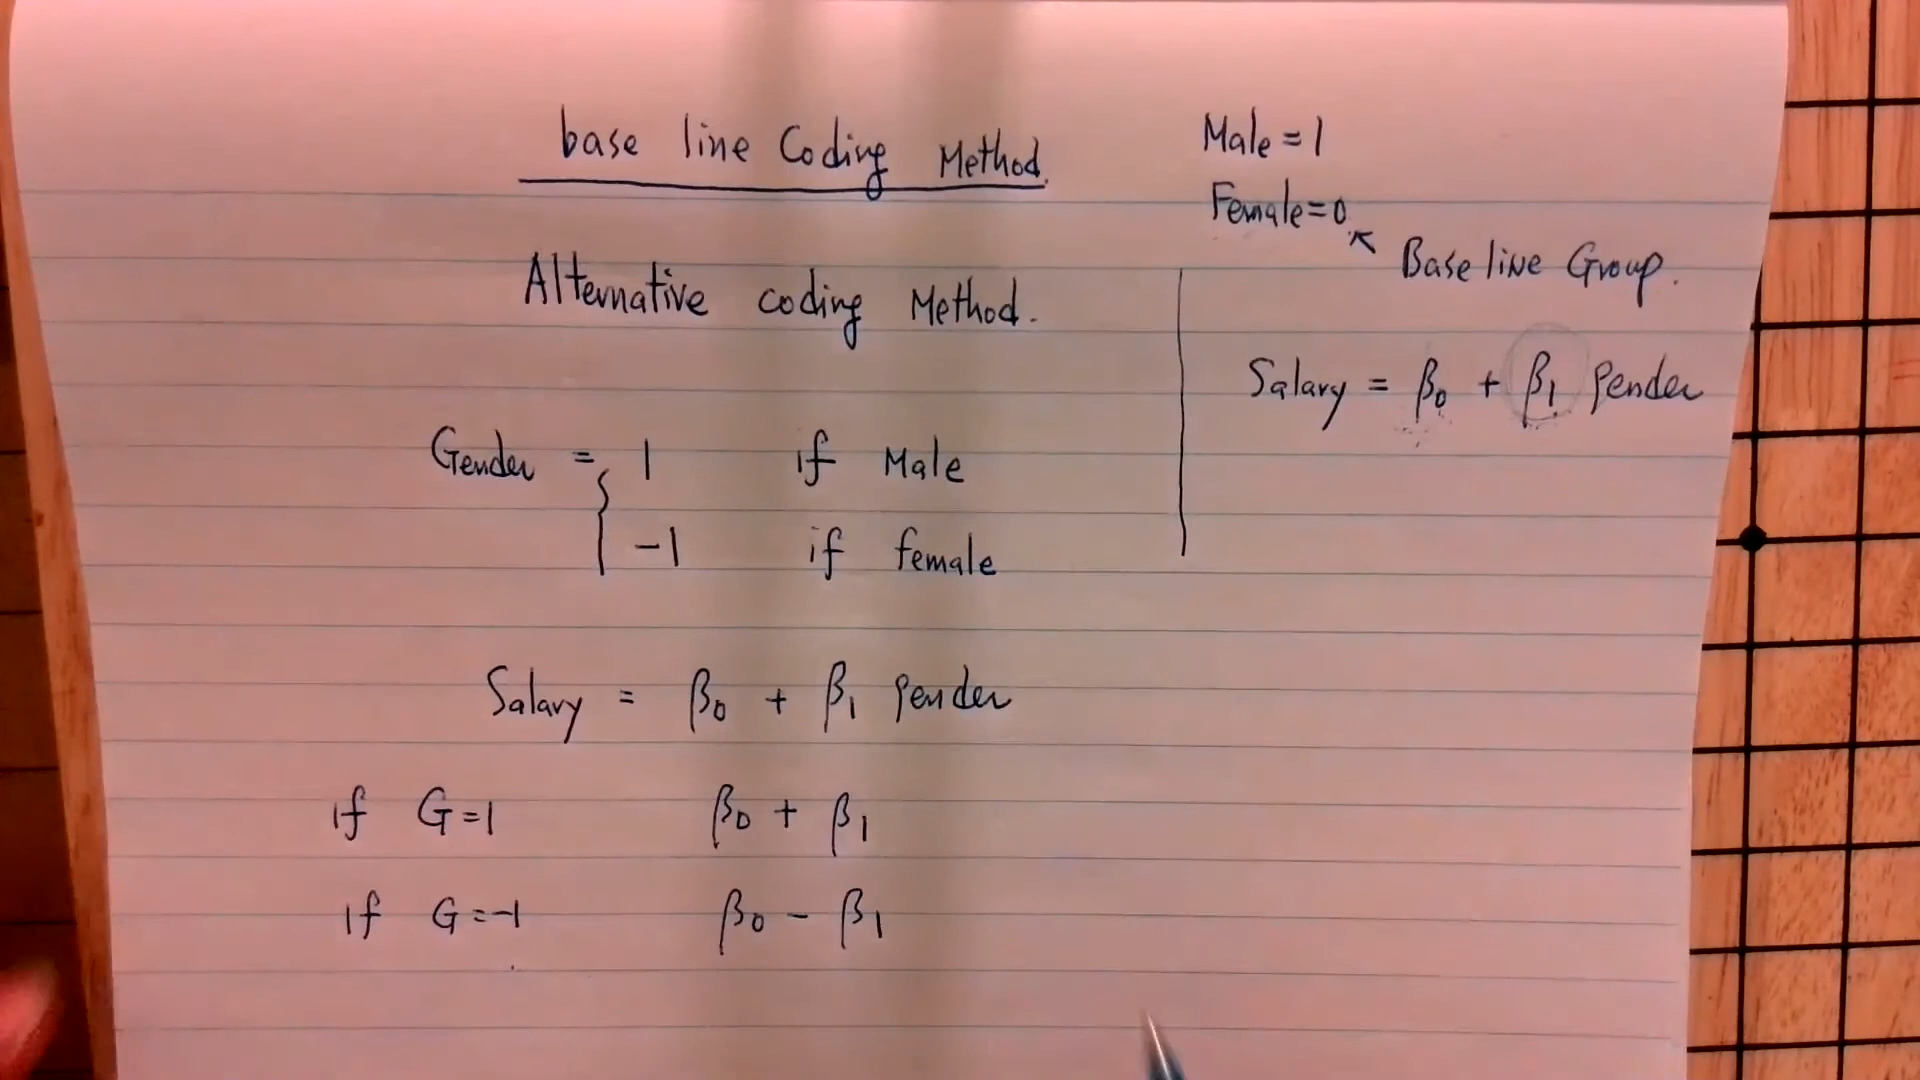 base line Coding Method.
Male = 1
Female = 0
Base line Group.
Alternative coding Method.
Salary = β0 + β1 gender
Gender = { 1 if Male
-1 if female
Salary = β0 + β1 gender
if G=1 β0 + β1
if G=-1 β0 - β1